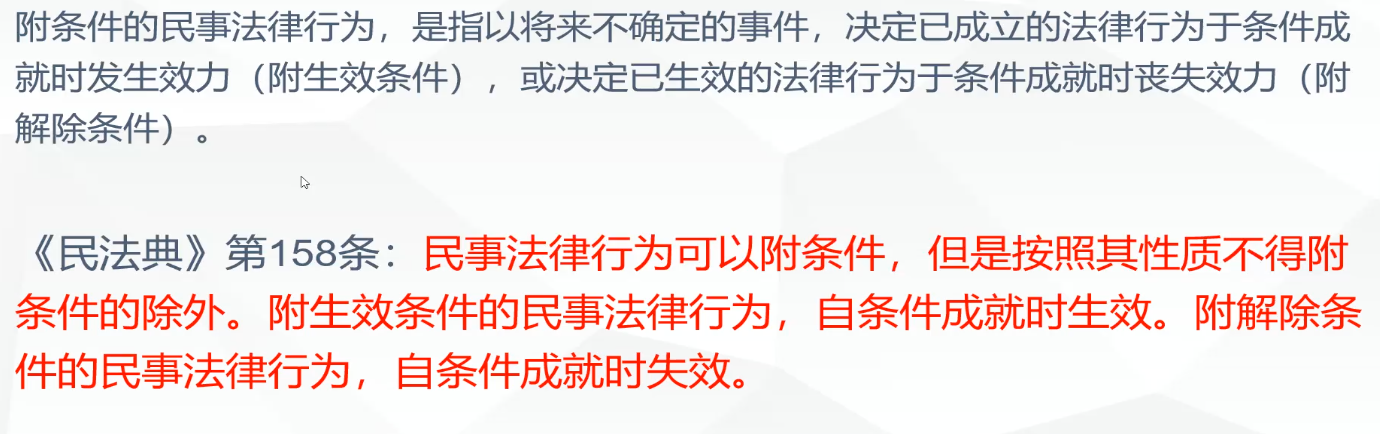 附条件的民事法律行为，是指以将来不确定的事件，决定已成立的法律行为于条件成
就时发生效力（附生效条件），或决定已生效的法律行为于条件成就时丧失效力（附
解除条件）。
《民法典》第158条：民事法律行为可以附条件，但是按照其性质不得附
条件的除外。附生效条件的民事法律行为，自条件成就时生效。附解除条
件的民事法律行为，自条件成就时失效。